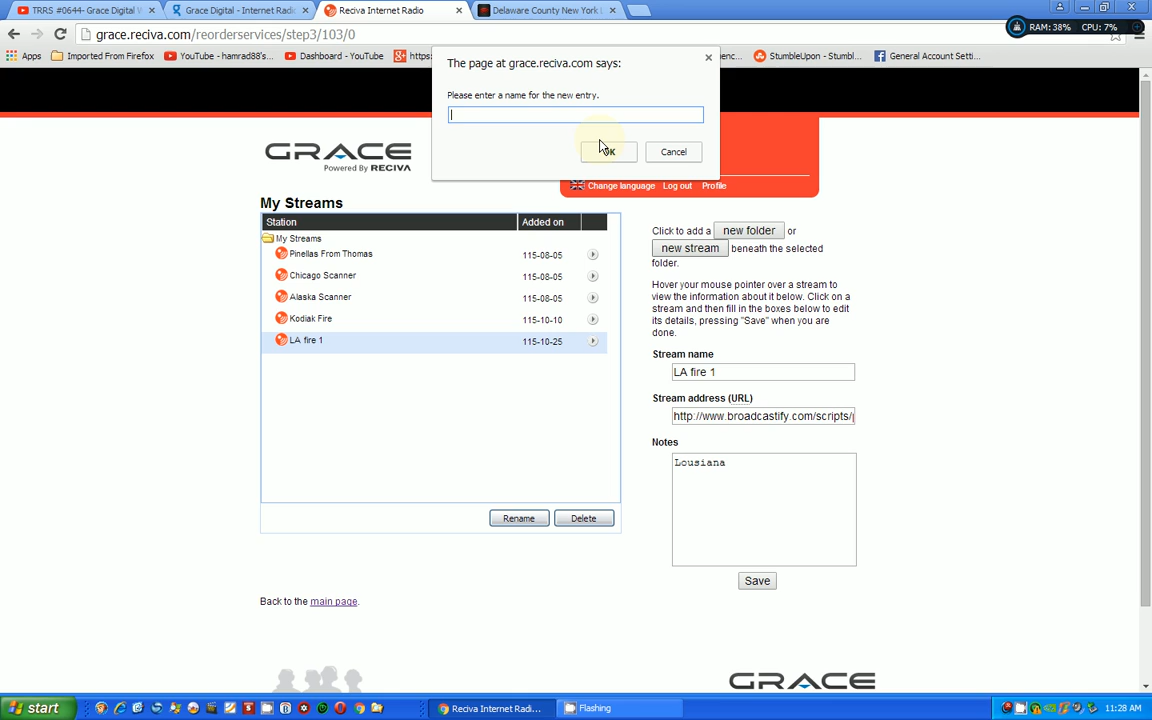 TRRS #0644- Grace Digital W
Grace Digital - Internet Radi
Reciva Internet Radio
Delaware County New York L
grace.reciva.com/reorderservices/step3/103/0
RAM: 38% CPU: 7%
Apps
Imported From Firefox
YouTube - hamrad88's...
Dashboard - YouTube
https:
enc...
StumbleUpon - Stumbl...
General Account Setti...
The page at grace.reciva.com says:
Please enter a name for the new entry.
OK
Cancel
GRACE
Powered By RECIVA
Change language Log out Profile
My Streams
Station Added on
My Streams
Pinellas From Thomas 115-08-05
Chicago Scanner 115-08-05
Alaska Scanner 115-08-05
Kodiak Fire 115-10-10
LA fire 1 115-10-25
Rename Delete
Click to add a new folder or
new stream beneath the selected
folder.
Hover your mouse pointer over a stream to
view the information about it below. Click on a
stream and then fill in the boxes below to edit
its details, pressing "Save" when you are
done.
Stream name
LA fire 1
Stream address (URL)
http://www.broadcastify.com/scripts/
Notes
Lousiana
Save
Back to the main page.
GRACE
start
Reciva Internet Radi...
Flashing
11:28 AM